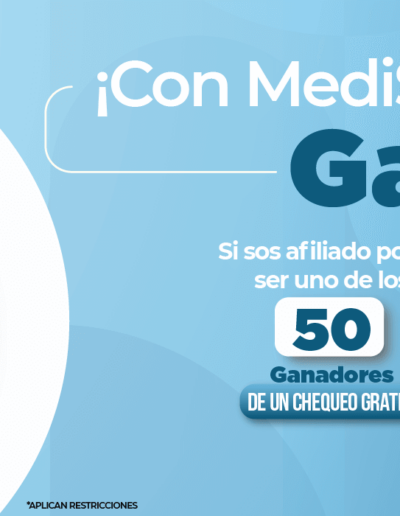 ¡Con MediS
Ga
Si sos afiliado po
ser uno de los
50
Ganadores
DE UN CHEQUEO GRATI
*APLICAN RESTRICCIONES